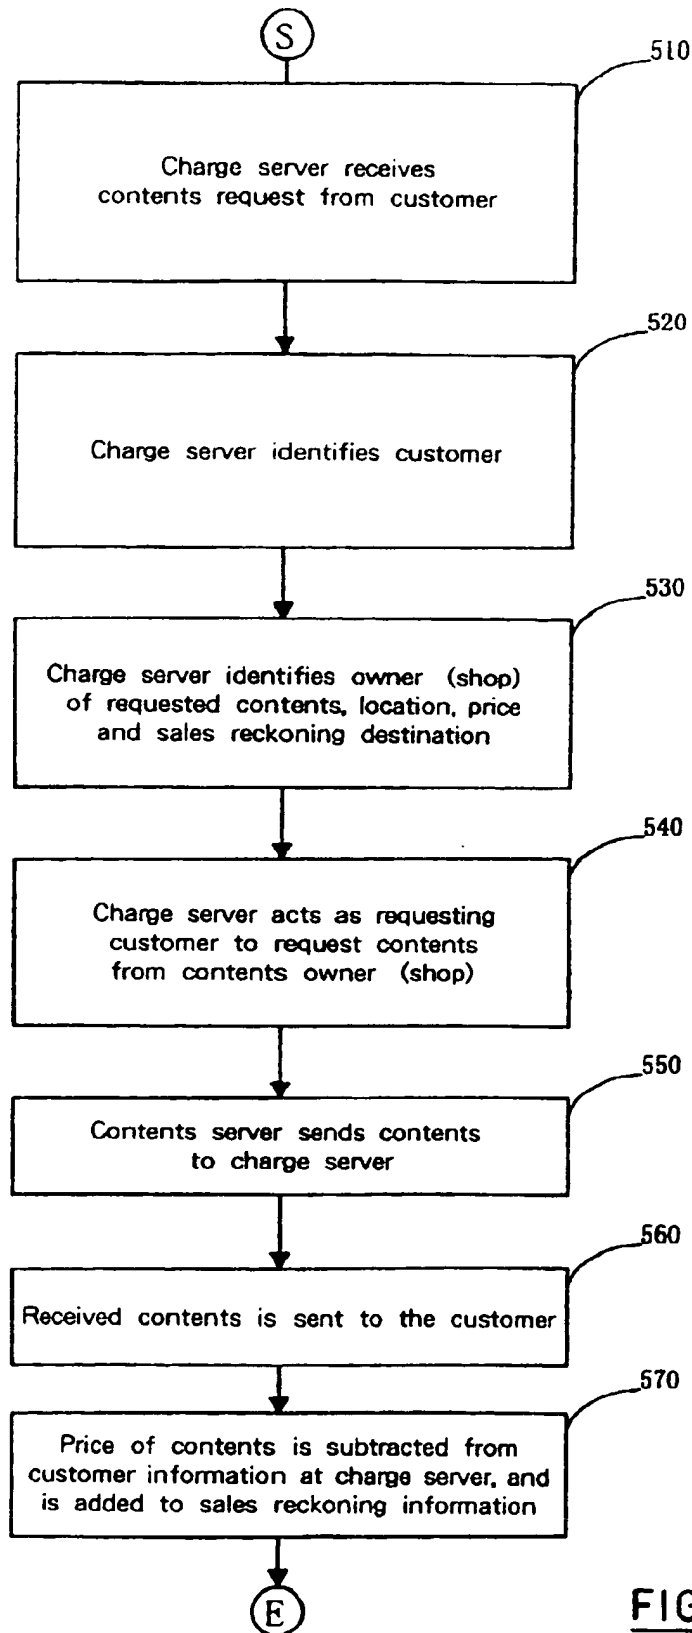 S
510
Charge server receives
contents request from customer
520
Charge server identifies customer
530
Charge server identifies owner (shop)
of requested contents, location, price
and sales reckoning destination
540
Charge server acts as requesting
customer to request contents
from contents owner (shop)
550
Contents server sends contents
to charge server
560
Received contents is sent to the customer
570
Price of contents is subtracted from
customer information at charge server, and
is added to sales reckoning information
E
FIG